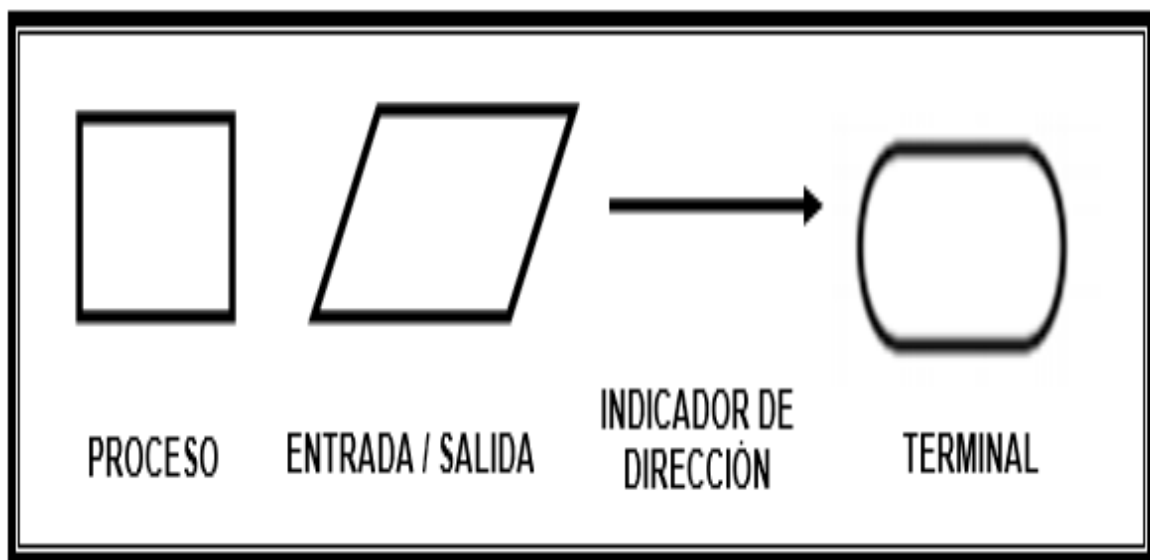 PROCESO
ENTRADA / SALIDA
INDICADOR DE
DIRECCIÓN
TERMINAL